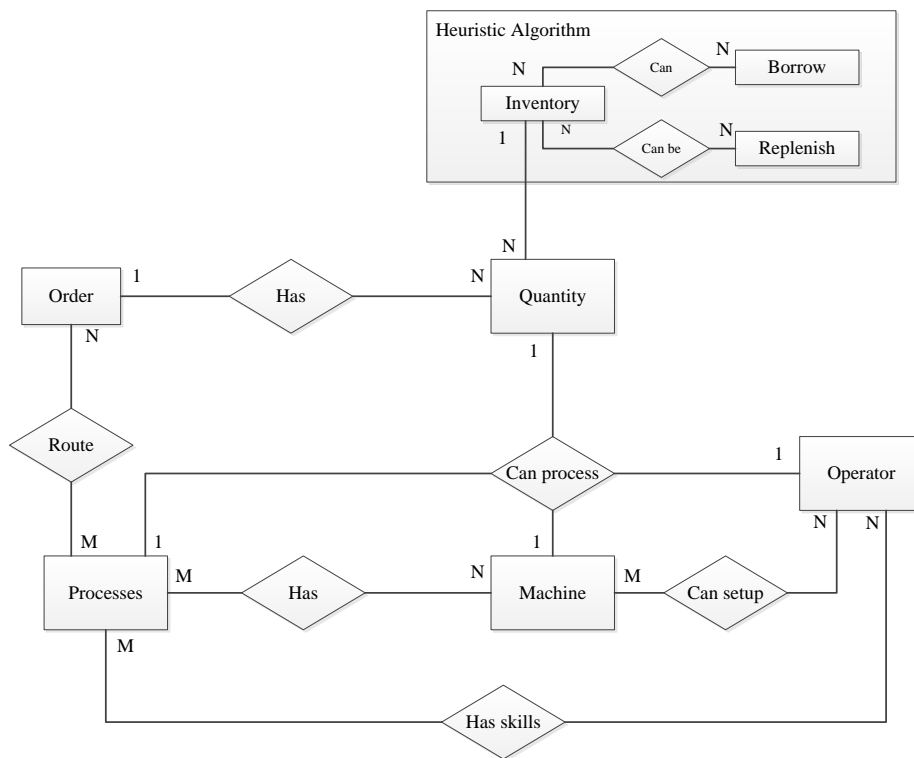 Heuristic Algorithm
N
Can
N
Borrow
Inventory
1
N
Can be
N
Replenish
N
Order
1
Has
N
Quantity
N
1
Route
Can process
1
Operator
M
1
1
N
N
Processes
M
Has
N
Machine
M
Can setup
M
Has skills